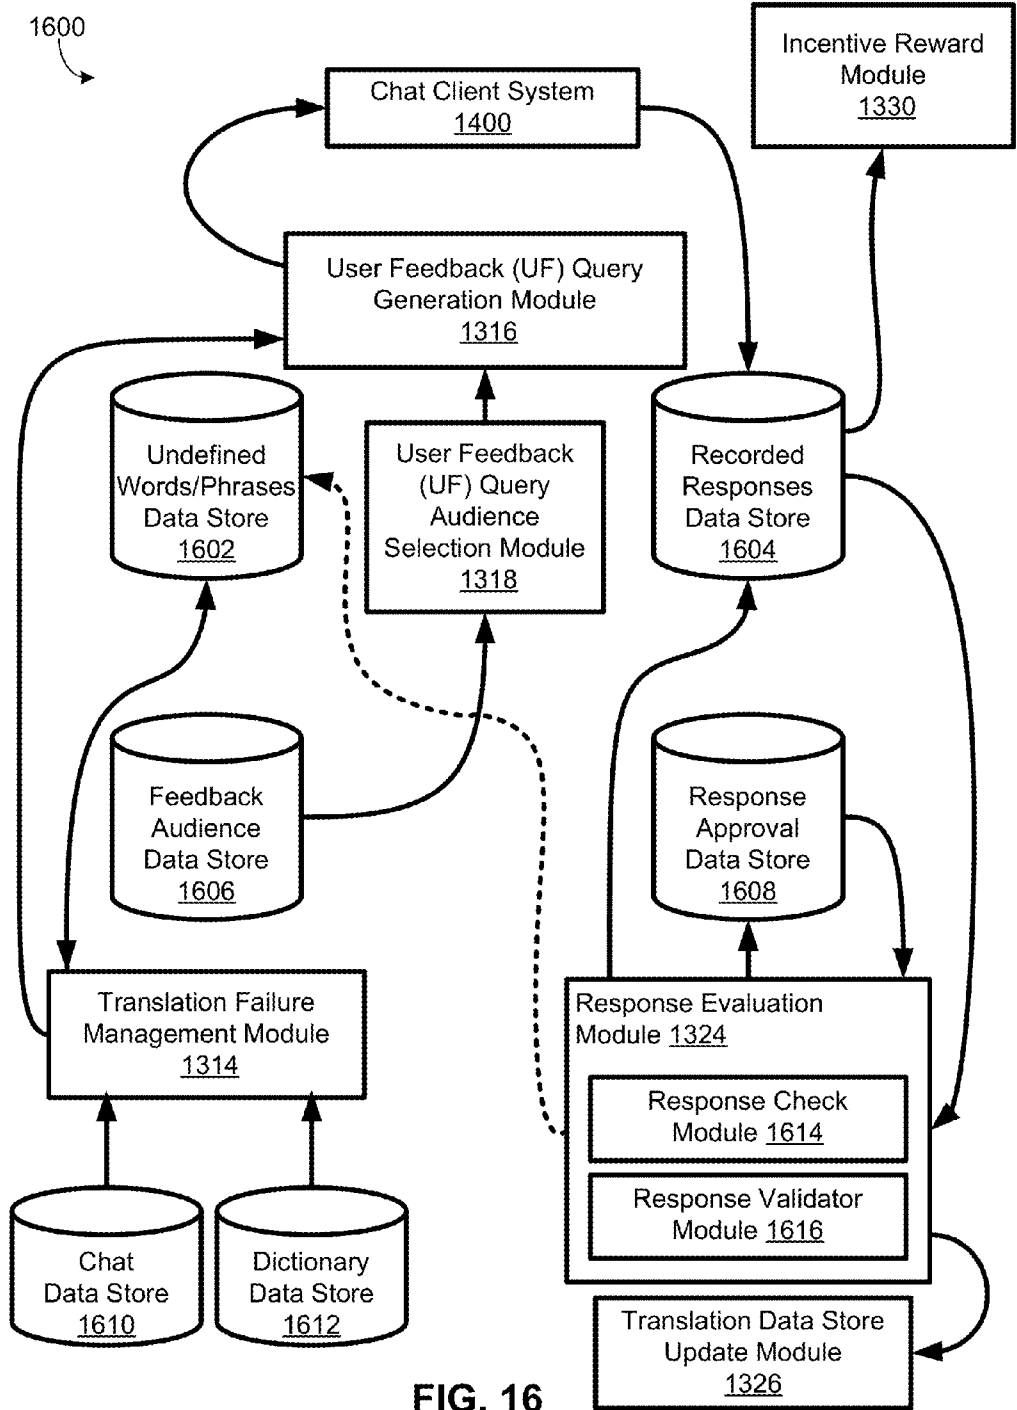 1600
Incentive Reward
Module
1330
Chat Client System
1400
User Feedback (UF) Query
Generation Module
1316
Undefined
Words/Phrases
Data Store
1602
User Feedback
(UF) Query
Audience
Selection Module
1318
Recorded
Responses
Data Store
1604
Feedback
Audience
Data Store
1606
Response
Approval
Data Store
1608
Translation Failure
Management Module
1314
Response Evaluation
Module 1324
Response Check
Module 1614
Response Validator
Module 1616
Chat
Data Store
1610
Dictionary
Data Store
1612
Translation Data Store
Update Module
1326
FIG. 16